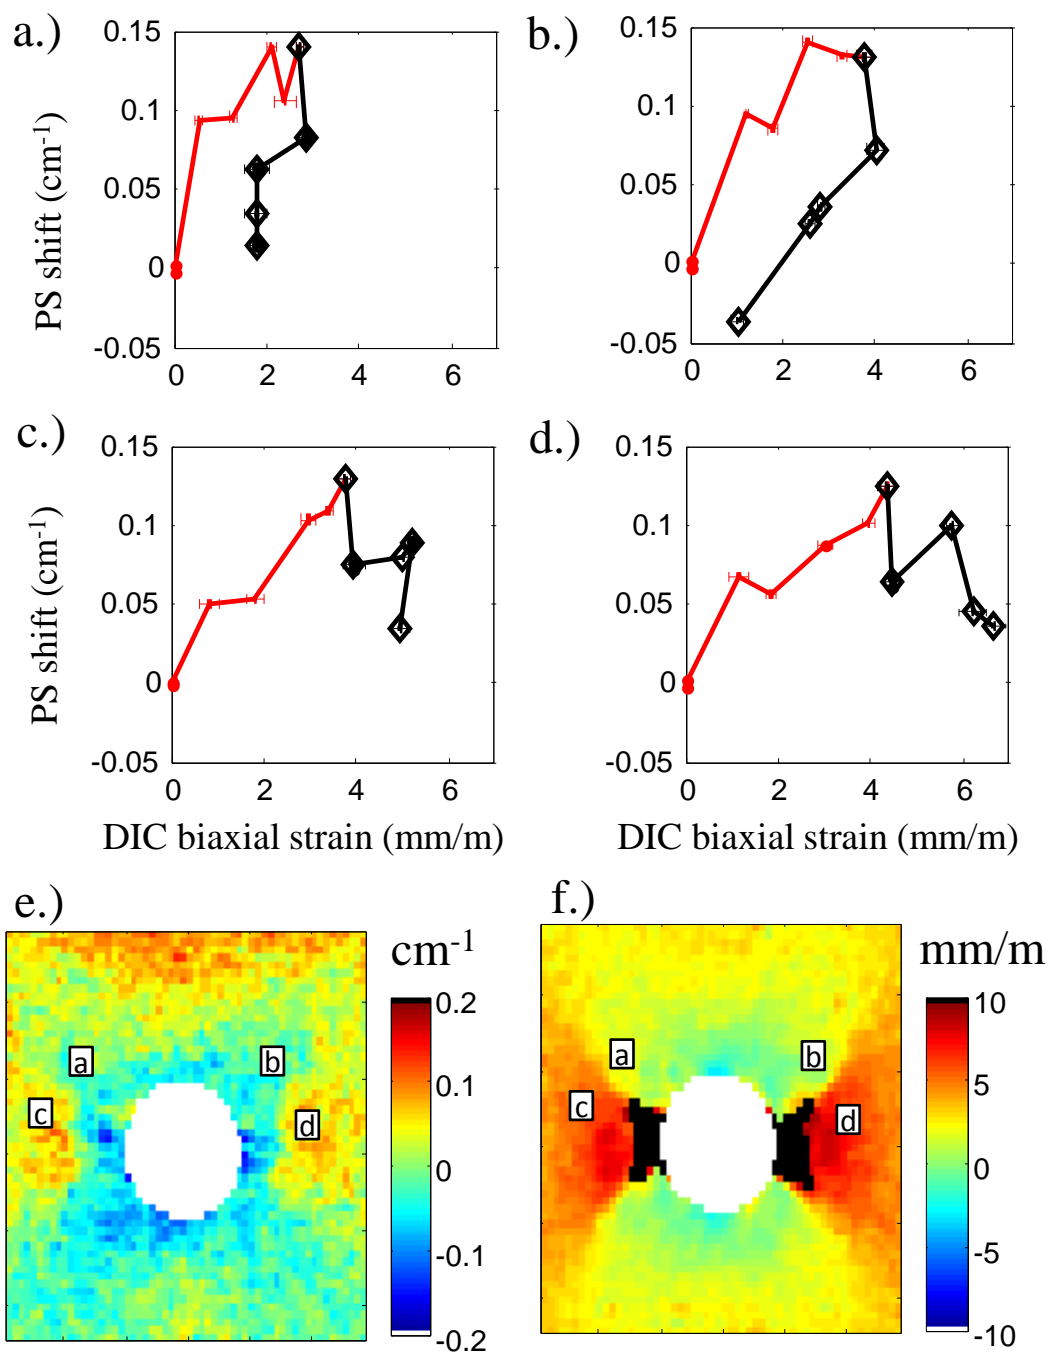 a.)
b.)
0.15
0.1
0.05
0
-0.05
PS shift (cm⁻¹)
0 2 4 6
0.15
0.1
0.05
0
-0.05
0 2 4 6
c.)
d.)
0.15
0.1
0.05
0
-0.05
PS shift (cm⁻¹)
0 2 4 6
DIC biaxial strain (mm/m)
0.15
0.1
0.05
0
-0.05
0 2 4 6
DIC biaxial strain (mm/m)
e.)
a
b
c
d
cm⁻¹
0.2
0.1
0
-0.1
-0.2
f.)
a
b
c
d
mm/m
10
5
0
-5
-10